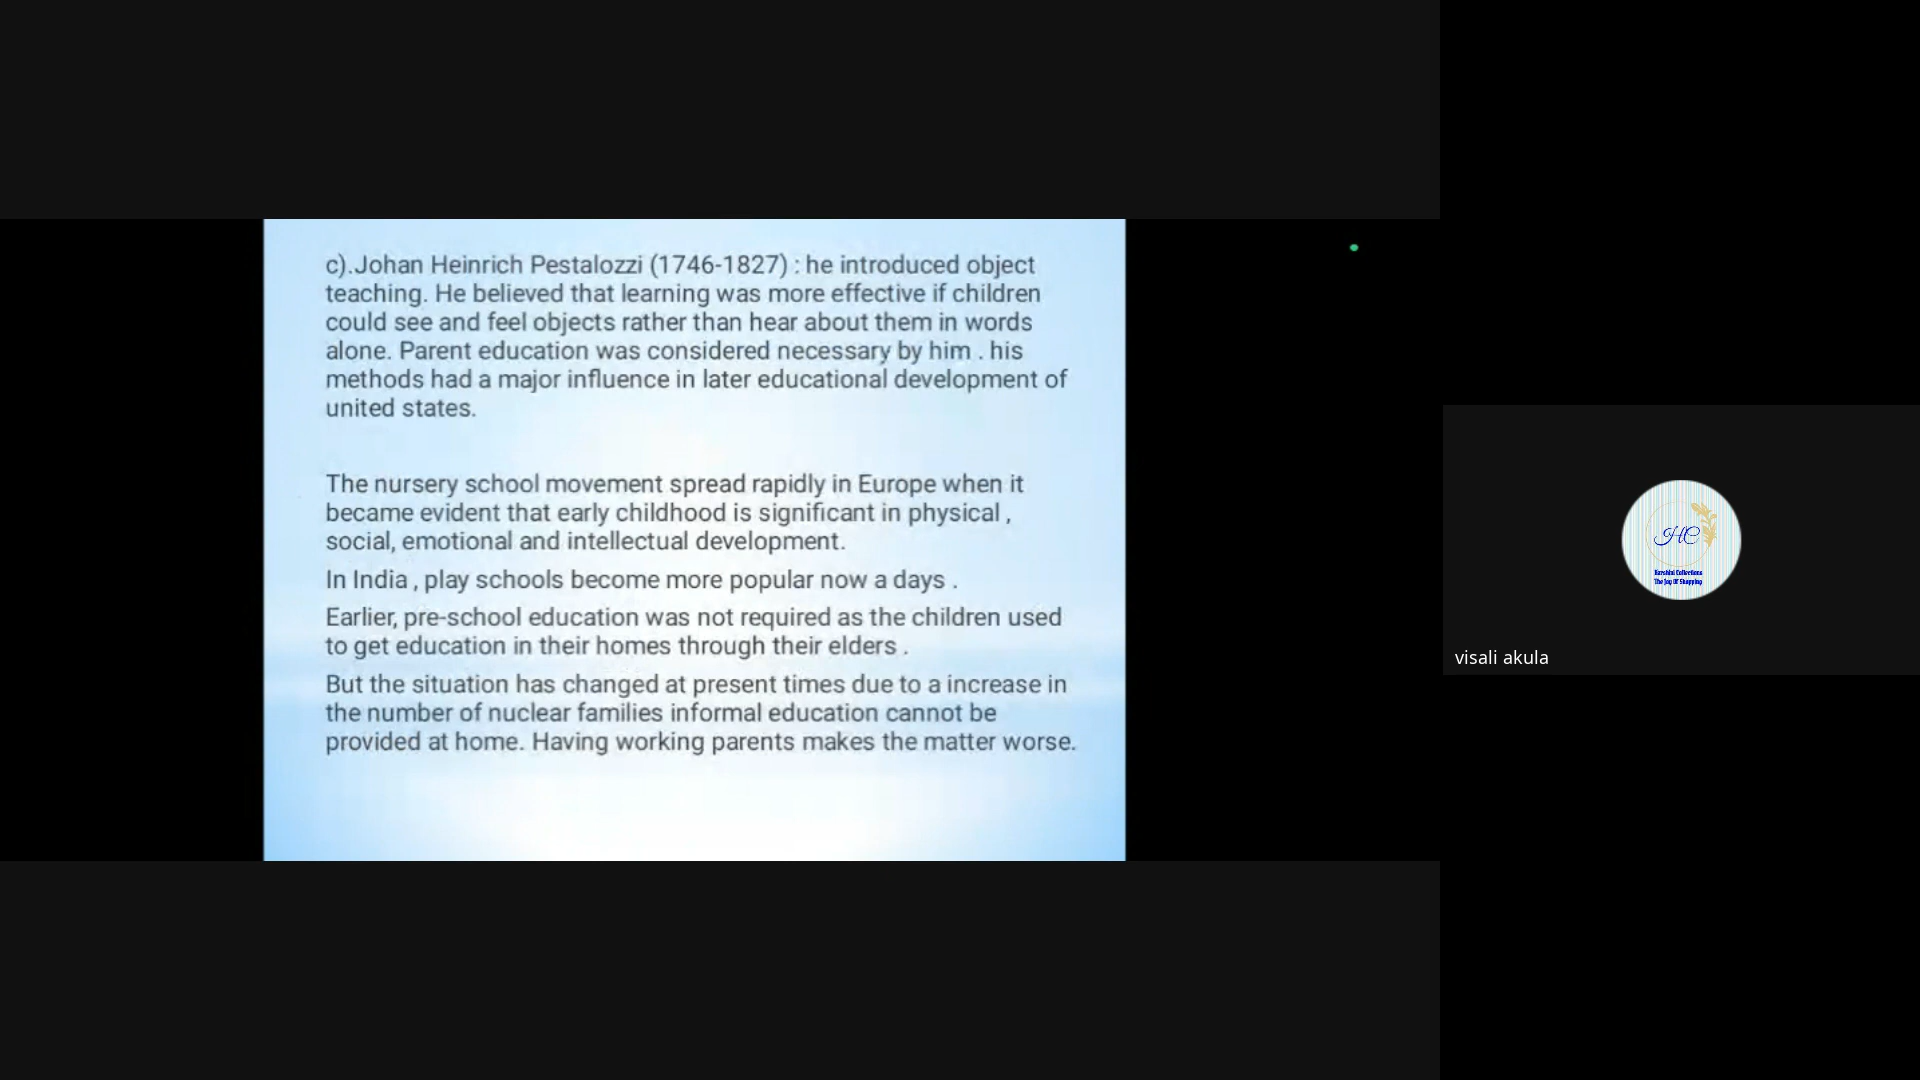 c).Johan Heinrich Pestalozzi (1746-1827) : he introduced object
teaching. He believed that learning was more effective if children
could see and feel objects rather than hear about them in words
alone. Parent education was considered necessary by him . his
methods had a major influence in later educational development of
united states.
The nursery school movement spread rapidly in Europe when it
became evident that early childhood is significant in physical ,
social, emotional and intellectual development.
In India , play schools become more popular now a days .
Earlier, pre-school education was not required as the children used
to get education in their homes through their elders .
But the situation has changed at present times due to a increase in
the number of nuclear families informal education cannot be
provided at home. Having working parents makes the matter worse.
HC
Harshini Collections
The Joy Of Shopping
visali akula